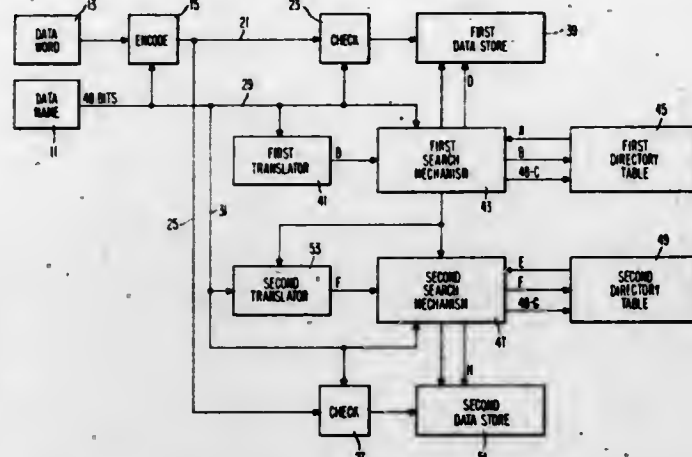 13
15
23
DATA
WORD
ENCODE
21
CHECK
FIRST
DATA STORE
39
DATA
NAME
40 BITS
29
D
11
45
FIRST
TRANSLATOR
B
FIRST
SEARCH
MECHANISM
A
B
40-C
FIRST
DIRECTORY
TABLE
41
43
25
31
53
49
SECOND
TRANSLATOR
F
SECOND
SEARCH
MECHANISM
E
F
40-G
SECOND
DIRECTORY
TABLE
47
H
CHECK
SECOND
DATA STORE